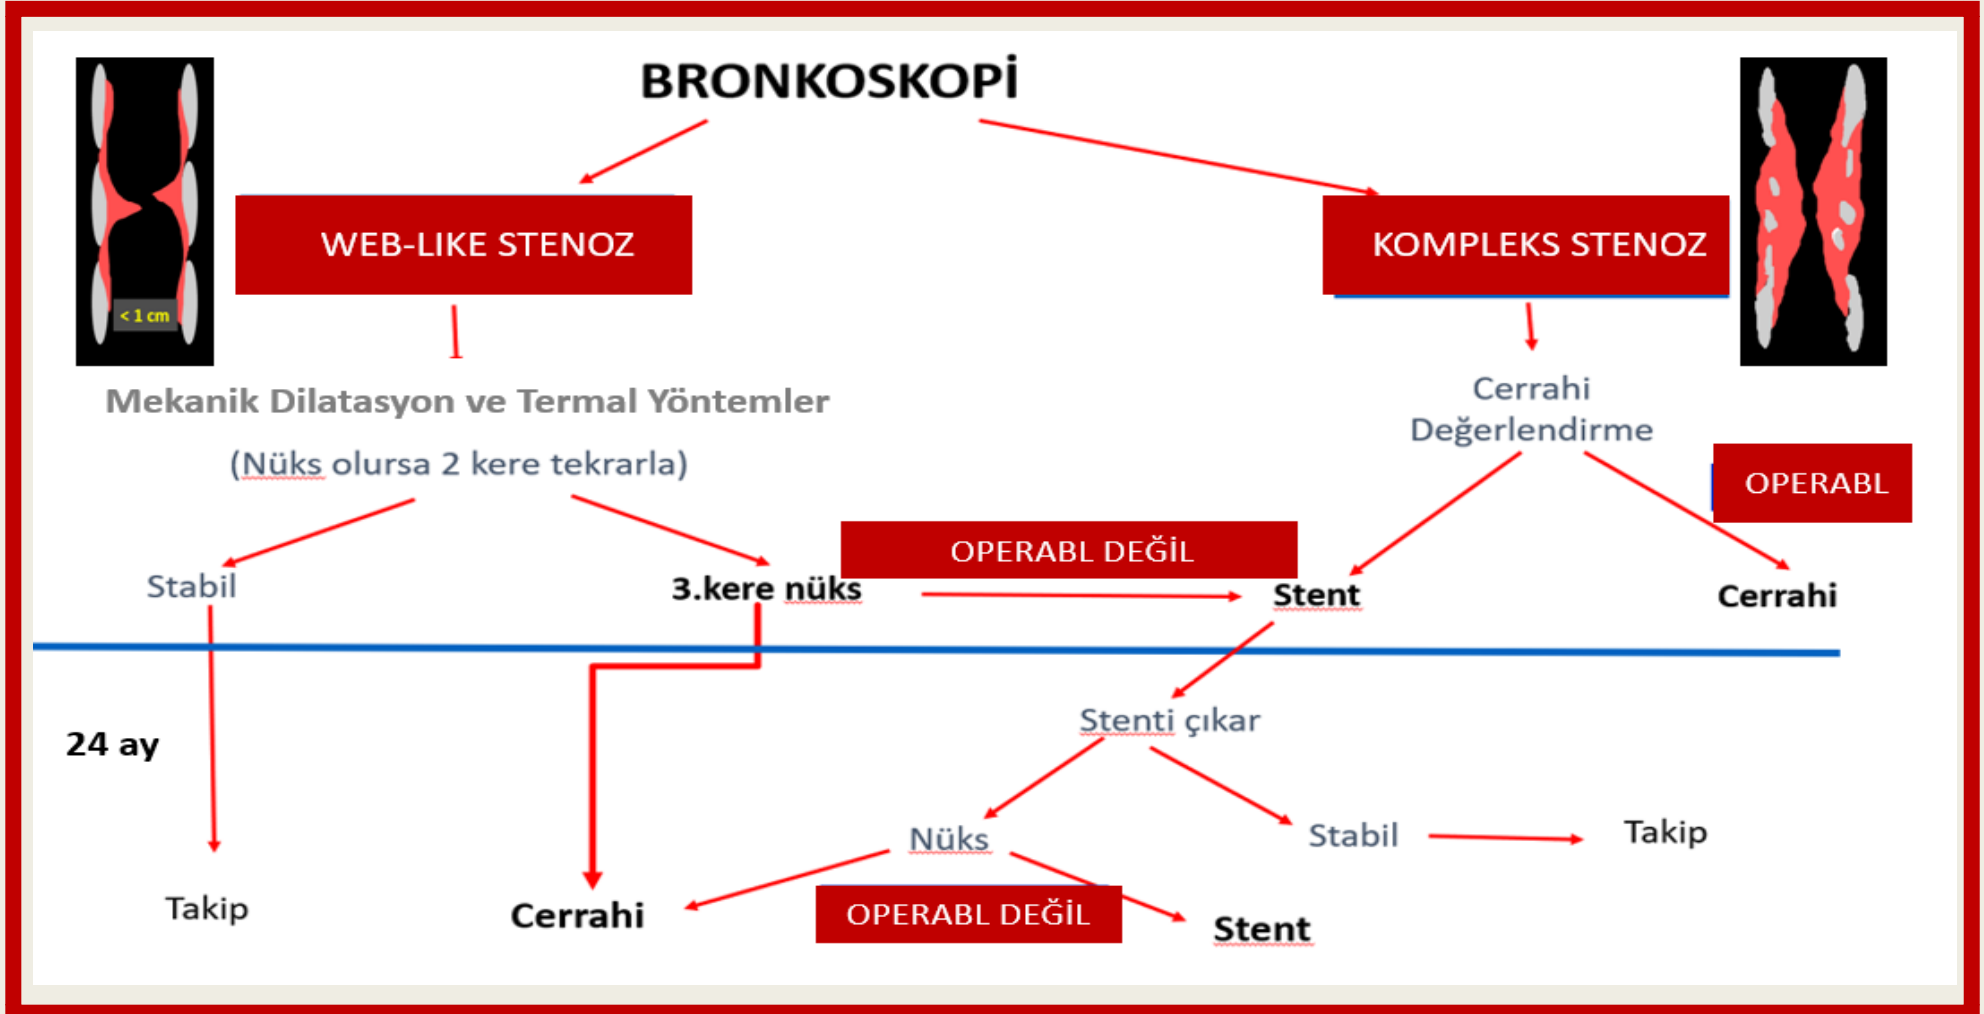 BRONKOSKOPİ
WEB-LIKE STENOZ
KOMPLEKS STENOZ
< 1 cm
Mekanik Dilatasyon ve Termal Yöntemler
(Nüks olursa 2 kere tekrarla)
Cerrahi
Değerlendirme
OPERABL
OPERABL DEĞİL
Stabil
3.kere nüks
Stent
Cerrahi
Stenti çıkar
24 ay
Nüks
Stabil
Takip
Takip
Cerrahi
OPERABL DEĞİL
Stent